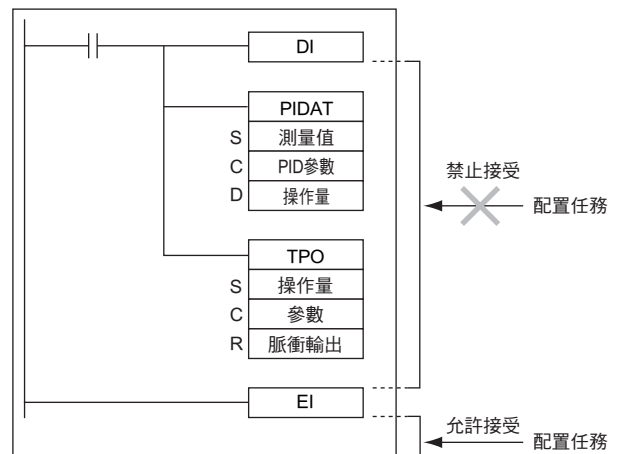 DI
PIDAT
S 測量值
C PID參數
D 操作量
禁止接受
配置任務
TPO
S 操作量
C 參數
R 脈衝輸出
EI
允許接受
配置任務